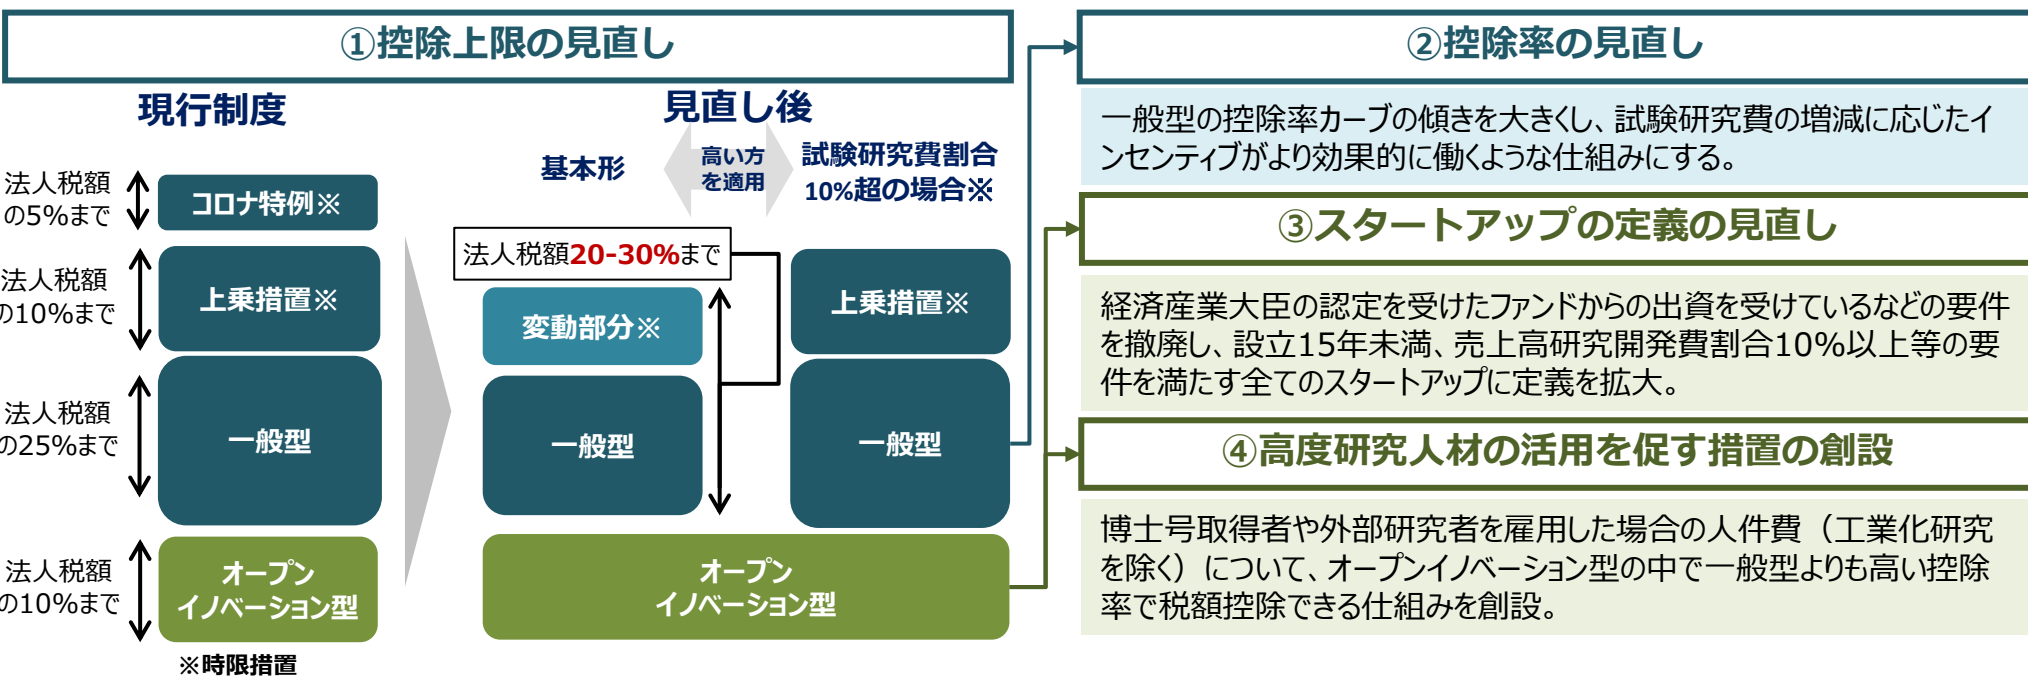 ①控除上限の見直し
現行制度
法人税額
の5%まで
コロナ特例※
法人税額
の10%まで
上乗措置※
法人税額
の25%まで
一般型
法人税額
の10%まで
オープン
イノベーション型
※時限措置
見直し後
基本形
高い方
を適用
試験研究費割合
10%超の場合※
法人税額20-30%まで
変動部分※
一般型
上乗措置※
一般型
オープン
イノベーション型
②控除率の見直し
一般型の控除率カーブの傾きを大きくし、試験研究費の増減に応じたイ
ンセンティブがより効果的に働くような仕組みにする。
③スタートアップの定義の見直し
経済産業大臣の認定を受けたファンドからの出資を受けているなどの要件
を撤廃し、設立15年未満、売上高研究開発費割合10%以上等の要
件を満たす全てのスタートアップに定義を拡大。
④高度研究人材の活用を促す措置の創設
博士号取得者や外部研究者を雇用した場合の人件費（工業化研究
を除く）について、オープンイノベーション型の中で一般型よりも高い控除
率で税額控除できる仕組みを創設。